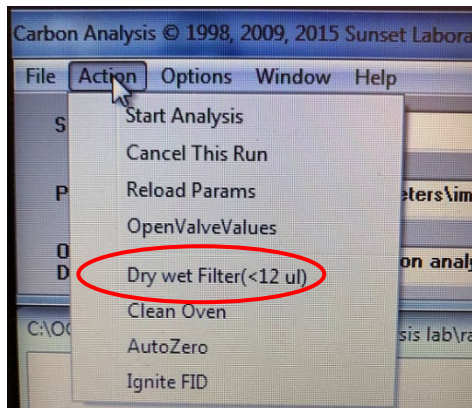 Carbon Analysis © 1998, 2009, 2015 Sunset Labora
File Action Options Window Help
S
Start Analysis
Cancel This Run
P
Reload Params
eters\im
OpenValveValues
O
D
on analy
Dry wet Filter(<12 ul)
Clean Oven
C:\OC
sis lab\ra
AutoZero
Ignite FID